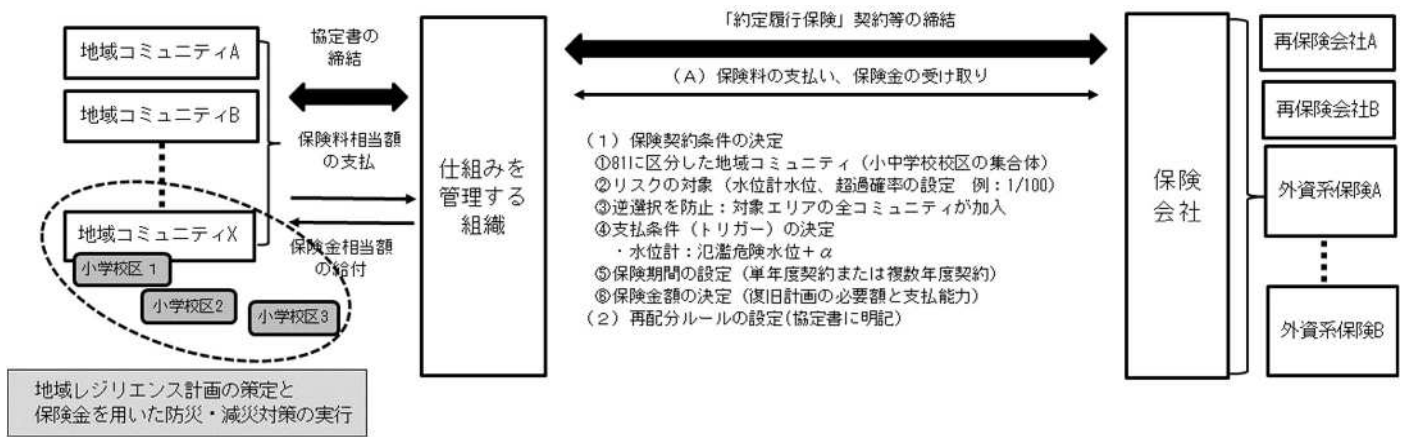 地域コミュニティA
地域コミュニティB
地域コミュニティX
小学校区1
小学校区2
小学校区3
地域レジリエンス計画の策定と
保険金を用いた防災・減災対策の実行
協定書の
締結
保険料相当額
の支払
保険金相当額
の給付
仕組みを
管理する
組織
「約定履行保険」契約等の締結
(A)保険料の支払い、保険金の受け取り
(1)保険契約条件の決定
①81に区分した地域コミュニティ(小中学校校区の集合体)
②リスクの対象(水位計水位、超過確率の設定 例:1/100)
③逆選択を防止:対象エリアの全コミュニティが加入
④支払条件(トリガー)の決定
・水位計:氾濫危険水位+α
⑤保険期間の設定(単年度契約または複数年度契約)
⑥保険金額の決定(復旧計画の必要額と支払能力)
(2)再配分ルールの設定(協定書に明記)
保険
会社
再保険会社A
再保険会社B
外資系保険A
外資系保険B